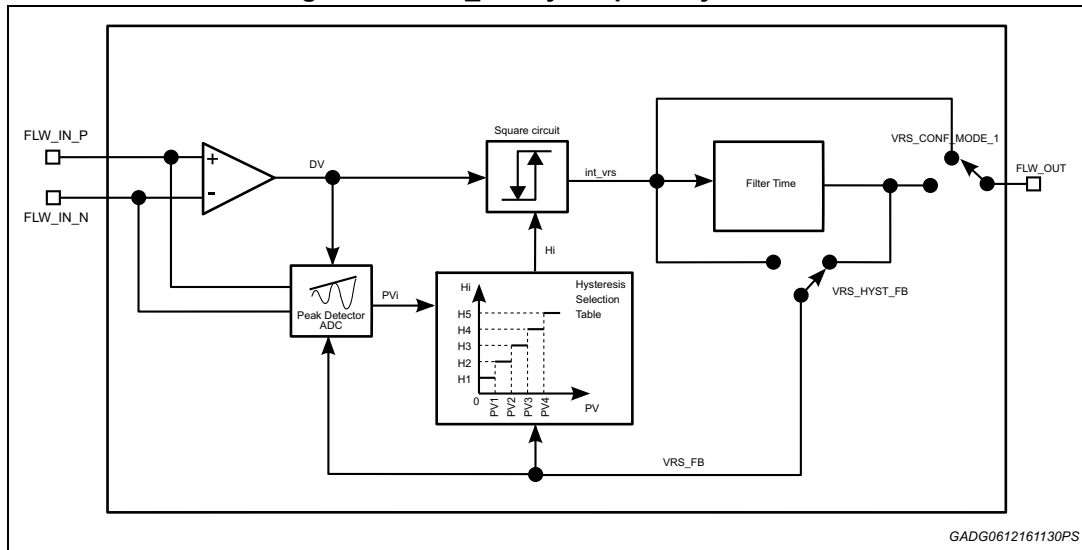 FLW_IN_P
FLW_IN_N
+
-
DV
Square circuit
int_vrs
Filter Time
VRS_CONF_MODE_1
FLW_OUT
Hi
VRS_HYST_FB
Peak Detector
ADC
PVi
Hi
Hysteresis
Selection
Table
H5
H4
H3
H2
H1
0
PV1
PV2
PV3
PV4
PV
VRS_FB
GADG0612161130PS